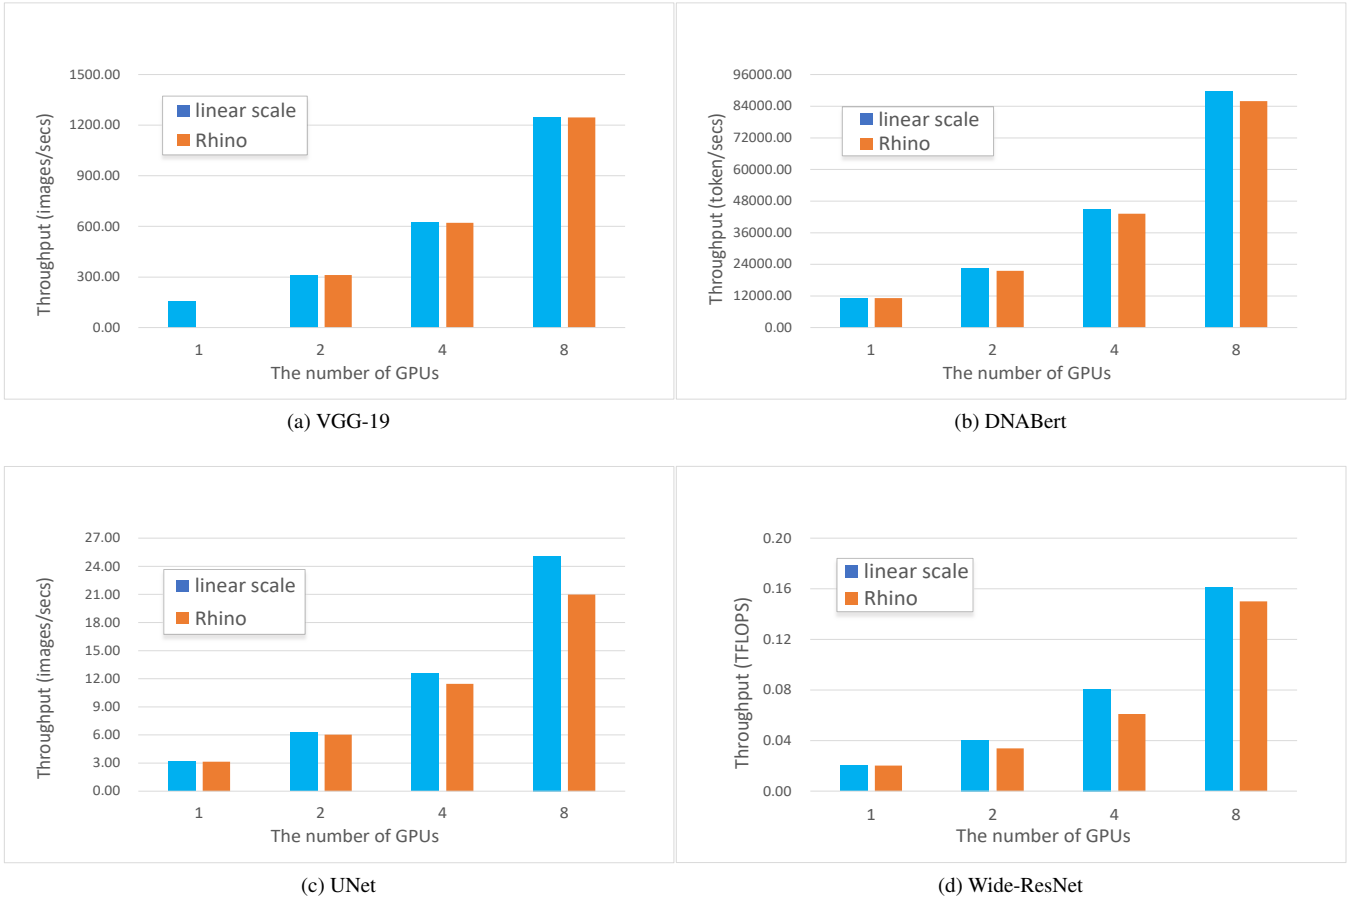 1500.00
1200.00
900.00
600.00
300.00
0.00
Throughput (images/secs)
linear scale
Rhino
1 2 4 8
The number of GPUs
(a) VGG-19
96000.00
84000.00
72000.00
60000.00
48000.00
36000.00
24000.00
12000.00
0.00
Throughput (token/secs)
linear scale
Rhino
1 2 4 8
The number of GPUs
(b) DNABert
27.00
24.00
21.00
18.00
15.00
12.00
9.00
6.00
3.00
0.00
Throughput (images/secs)
linear scale
Rhino
1 2 4 8
The number of GPUs
(c) UNet
0.20
0.16
0.12
0.08
0.04
0.00
Throughput (TFLOPS)
linear scale
Rhino
1 2 4 8
The number of GPUs
(d) Wide-ResNet